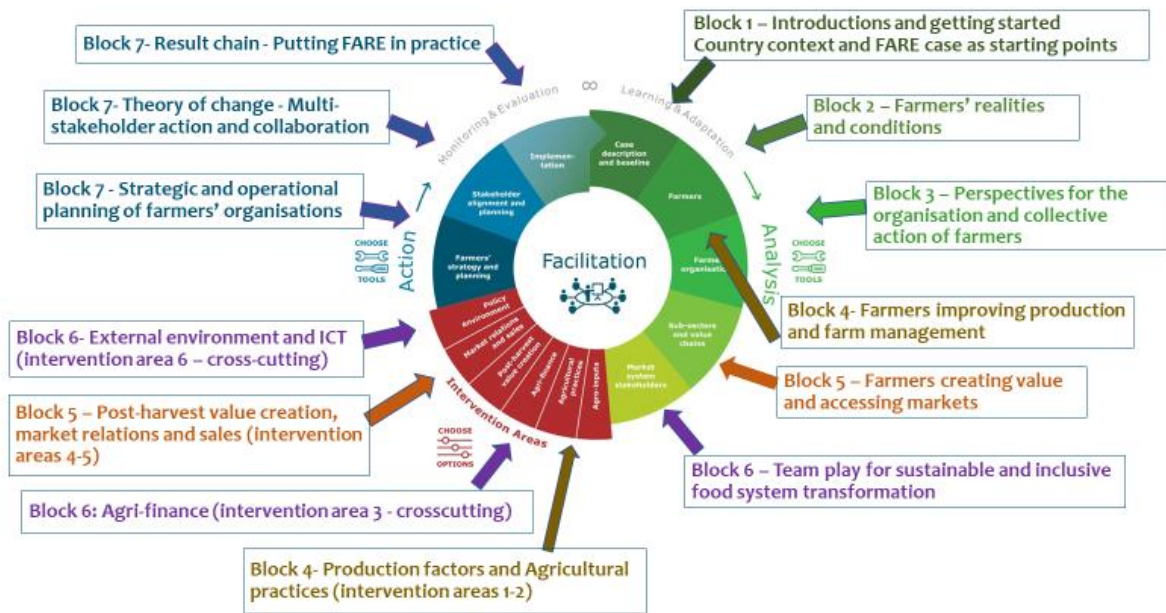 Block 7- Result chain - Putting FARE in practice
Block 1 – Introductions and getting started
Country context and FARE case as starting points
Block 7- Theory of change - Multi-
stakeholder action and collaboration
Block 2 – Farmers' realities
and conditions
Block 7 - Strategic and operational
planning of farmers' organisations
Block 3 – Perspectives for the
organisation and collective
action of farmers
Block 6- External environment and ICT
(intervention area 6 – cross-cutting)
Block 4- Farmers improving production
and farm management
Block 5 – Post-harvest value creation,
market relations and sales (intervention
areas 4-5)
Block 5 – Farmers creating value
and accessing markets
Block 6: Agri-finance (intervention area 3 - crosscutting)
Block 6 – Team play for sustainable and inclusive
food system transformation
Block 4- Production factors and Agricultural
practices (intervention areas 1-2)
Monitoring & Evaluation
∞
Learning & Adaptation
Analysis
CHOOSE
TOOLS
Action
CHOOSE
TOOLS
Intervention Areas
CHOOSE
OPTIONS
Facilitation
Case
description
and baseline
Farmers
Farmers'
Sub-sectors
and value
chains
Market
system
stakeholders
Agro-inputs
Agricultural
practices
Agri-finance
Post-harvest
value creation
Market relations
and sales
Policy
environment
Farmers'
strategy and
planning
Stakeholder
alignment and
planning
Implemen-
tation